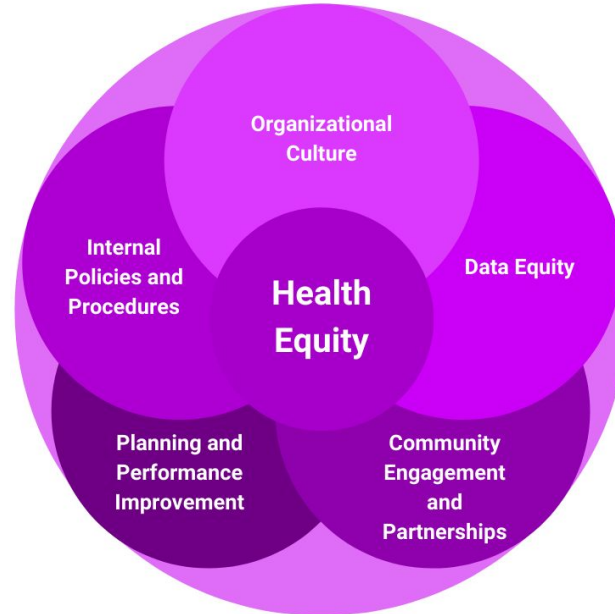 Organizational
Culture
Internal
Policies and
Procedures
Data Equity
Health
Equity
Planning and
Performance
Improvement
Community
Engagement
and
Partnerships